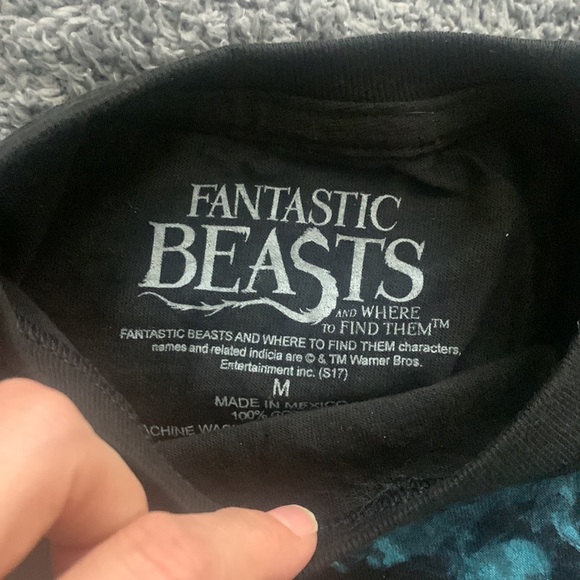 FANTASTIC
BEASTS
AND WHERE
TO FIND THEM™
FANTASTIC BEASTS AND WHERE TO FIND THEM characters,
names and related indicia are © & TM Warner Bros.
Entertainment Inc. (S17)
M
MADE IN MEXICO
100%